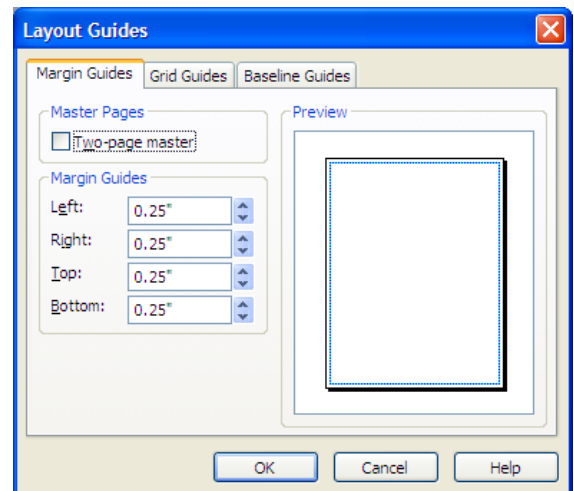 Layout Guides
Margin Guides Grid Guides Baseline Guides
Master Pages
Two-page master
Margin Guides
Left: 0.25"
Right: 0.25"
Top: 0.25"
Bottom: 0.25"
Preview
OK Cancel Help